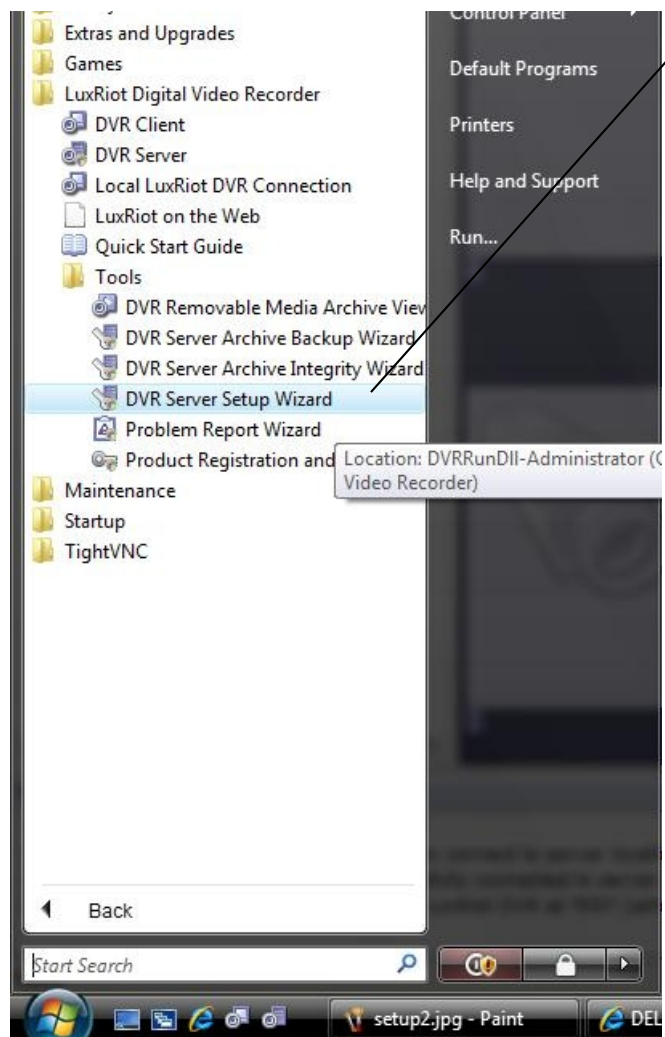 Extras and Upgrades
Games
LuxRiot Digital Video Recorder
DVR Client
DVR Server
Local LuxRiot DVR Connection
LuxRiot on the Web
Quick Start Guide
Tools
DVR Removable Media Archive View
DVR Server Archive Backup Wizard
DVR Server Archive Integrity Wizard
DVR Server Setup Wizard
Problem Report Wizard
Product Registration and
Location: DVRRunDll-Administrator (C
Video Recorder)
Maintenance
Startup
TightVNC
Back
Start Search
Control Panel
Default Programs
Printers
Help and Support
Run...
setup2.jpg - Paint
DEL